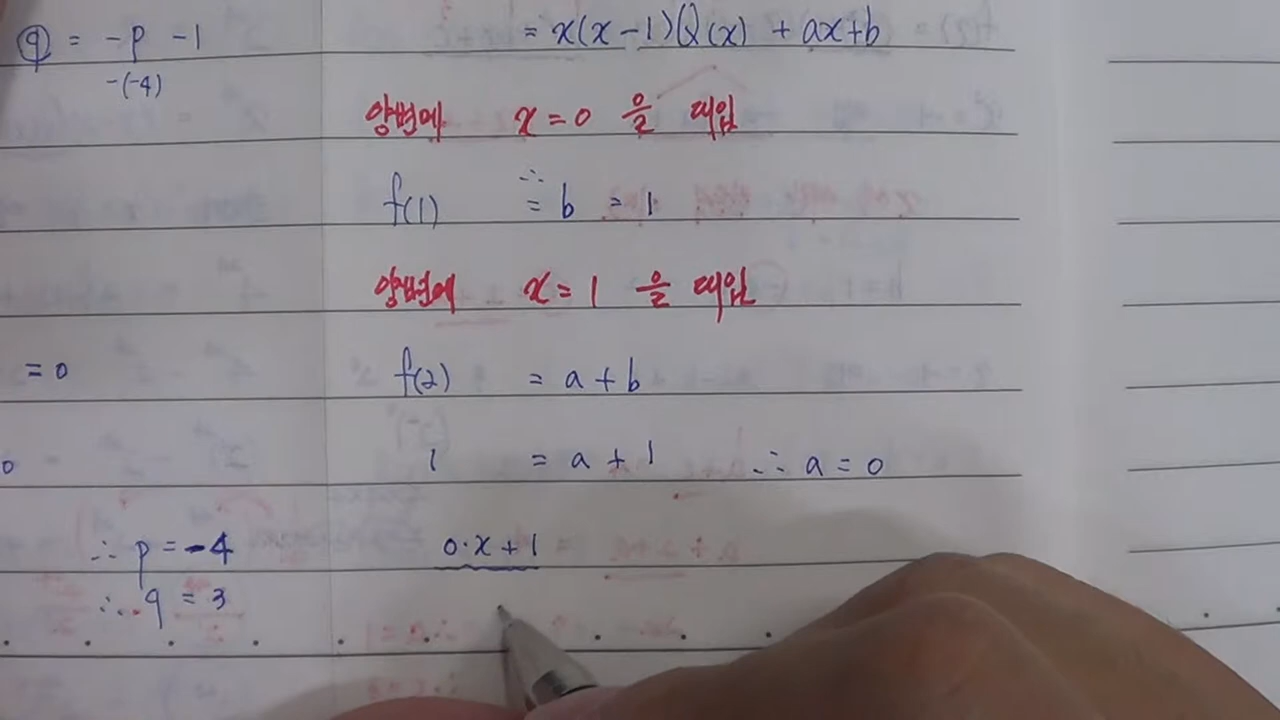 q = -p -1
-(-4)
= 0
0
∴ p = -4
∴ q = 3
= x(x-1)Q(x) + ax+b
양변에 x=0 을 대입
∴
f(1) = b = 1
양변에 x=1 을 대입
f(2) = a+b
1 = a+1 ∴ a=0
0·x+1